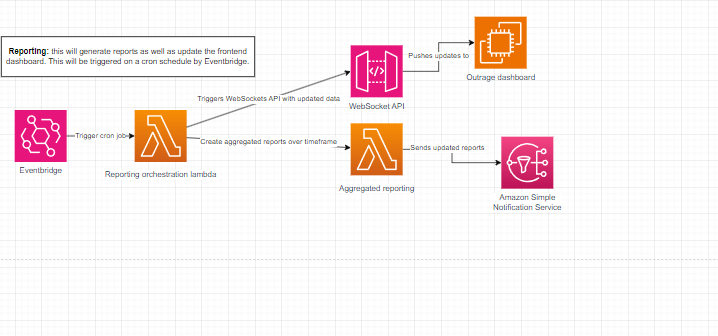 Reporting: this will generate reports as well as update the frontend
dashboard. This will be triggered on a cron schedule by Eventbridge.
Pushes updates to
Outrage dashboard
Triggers WebSockets API with updated data
WebSocket API
Trigger cron job
Create aggregated reports over timeframe
Sends updated reports
Eventbridge
Reporting orchestration lambda
Aggregated reporting
Amazon Simple
Notification Service